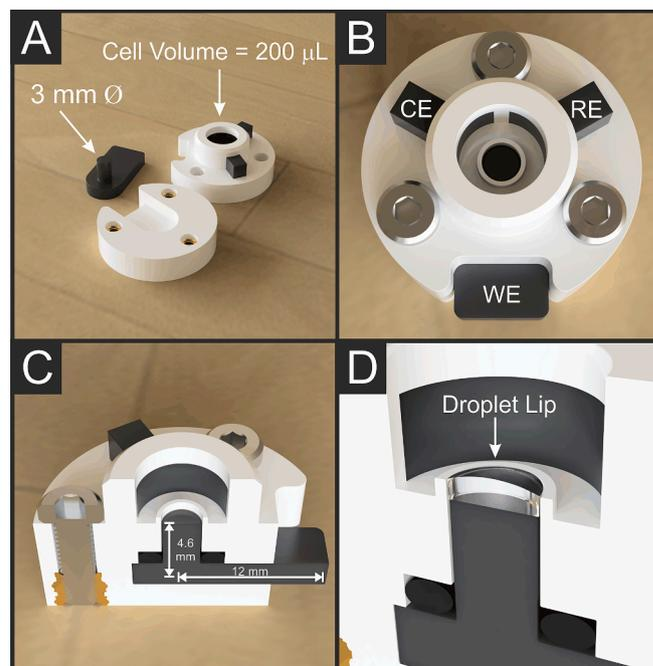 A
Cell Volume = 200 μL
3 mm Ø
B
CE
RE
WE
C
4.6
mm
12 mm
D
Droplet Lip